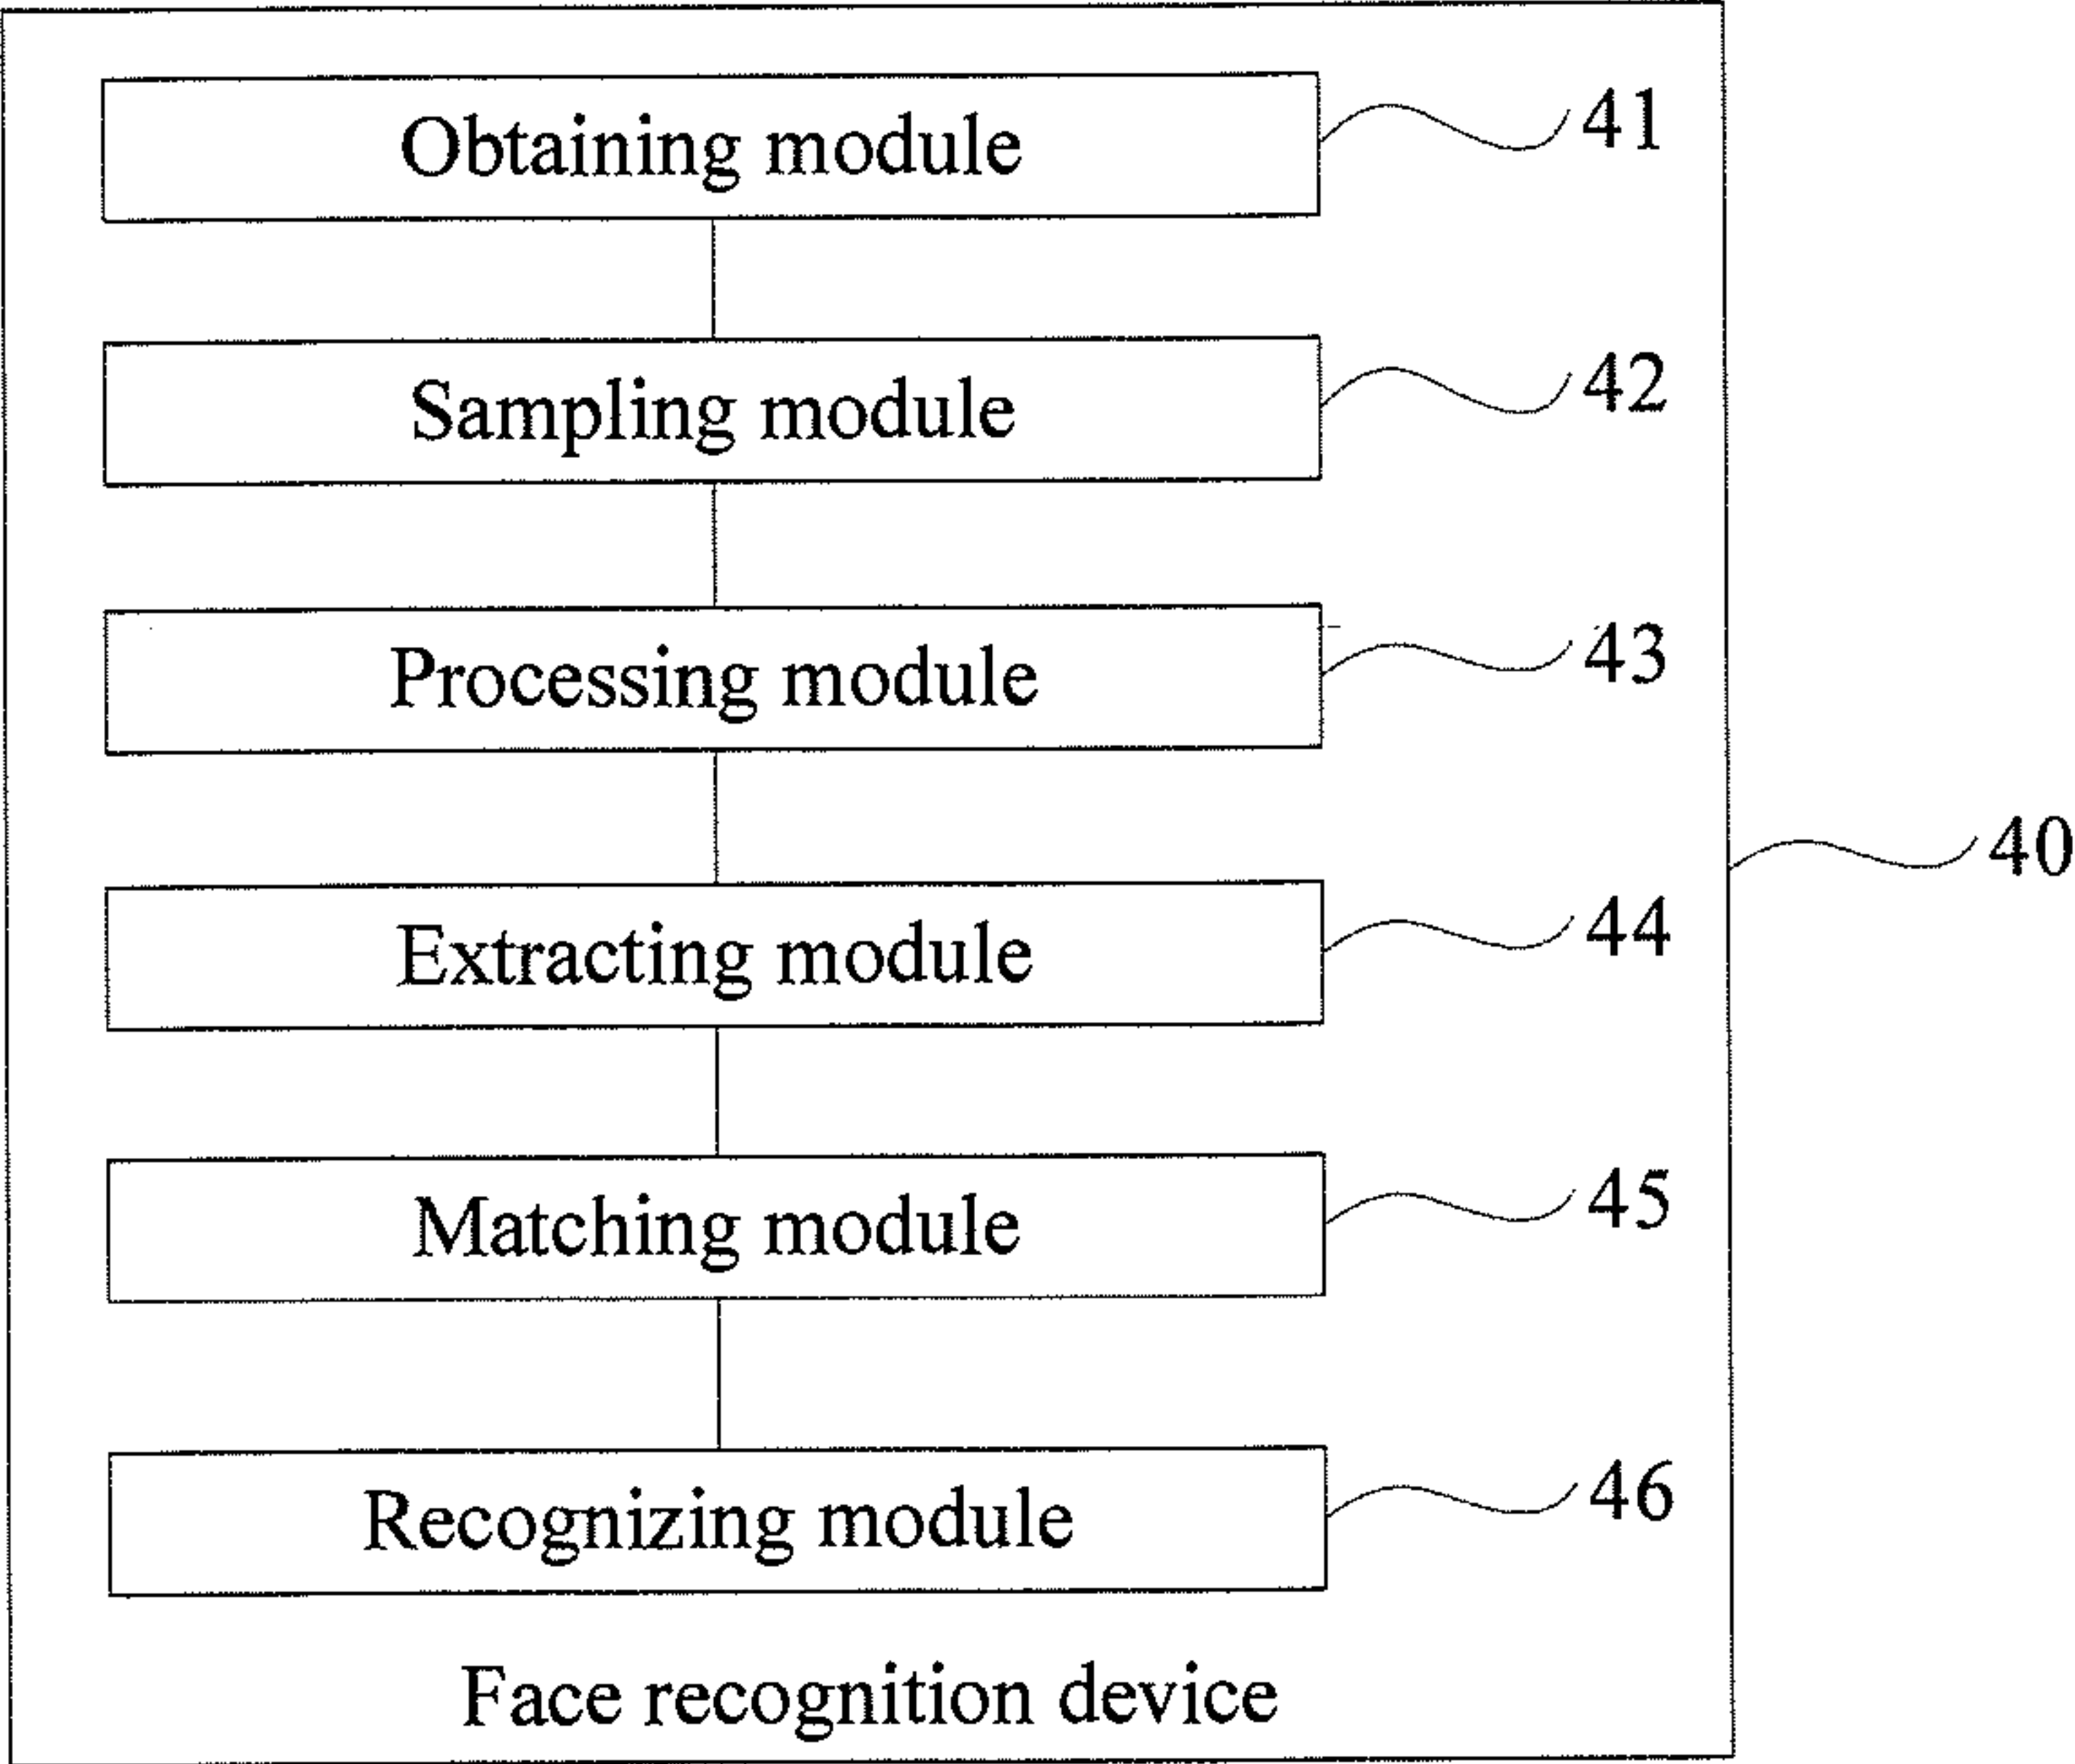 Obtaining module 41
Sampling module 42
Processing module 43
40
Extracting module 44
Matching module 45
Recognizing module 46
Face recognition device